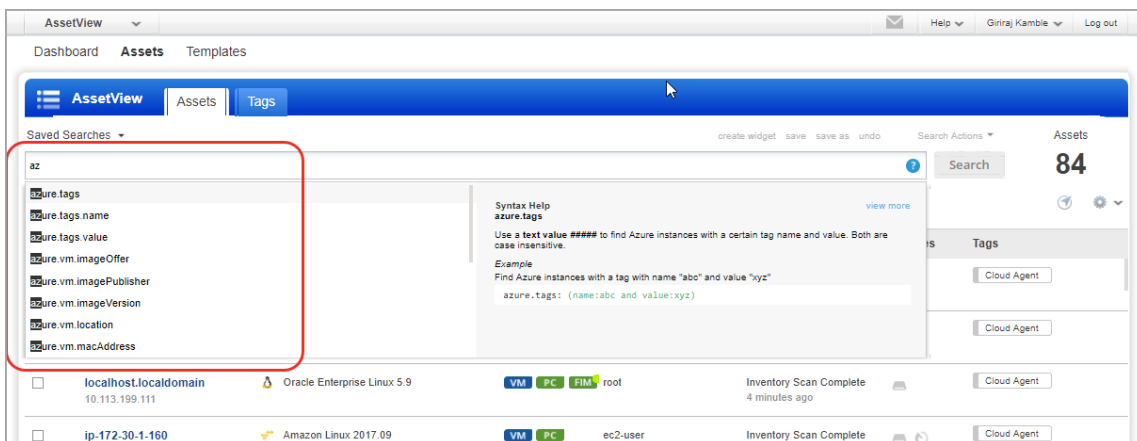 AssetView Help Giriraj Kamble Log out
Dashboard Assets Templates
AssetView Assets Tags
Saved Searches create widget save save as undo Search Actions Assets
az ? Search 84
azure.tags
azure.tags.name
azure.tags.value
azure.vm.imageOffer
azure.vm.imagePublisher
azure.vm.imageVersion
azure.vm.location
azure.vm.macAddress
Syntax Help view more
azure.tags
Use a text value ##### to find Azure instances with a certain tag name and value. Both are
case insensitive.
Example
Find Azure instances with a tag with name "abc" and value "xyz"
azure.tags: (name:abc and value:xyz)
Tags
Cloud Agent
Cloud Agent
localhost.localdomain Oracle Enterprise Linux 5.9 VM PC FIM root Inventory Scan Complete Cloud Agent
10.113.199.111 4 minutes ago
ip-172-30-1-160 Amazon Linux 2017.09 VM PC ec2-user Inventory Scan Complete Cloud Agent